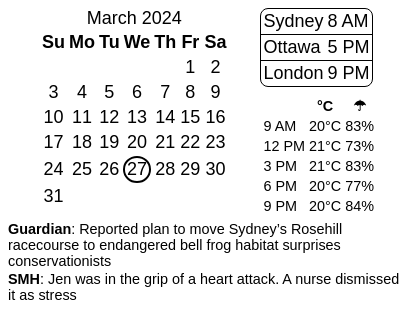 March 2024
Su Mo Tu We Th Fr Sa
1 2
3 4 5 6 7 8 9
10 11 12 13 14 15 16
17 18 19 20 21 22 23
24 25 26 27 28 29 30
31
Sydney 8 AM
Ottawa 5 PM
London 9 PM
°C ☂
9 AM 20°C 83%
12 PM 21°C 73%
3 PM 21°C 83%
6 PM 20°C 77%
9 PM 20°C 84%
Guardian: Reported plan to move Sydney’s Rosehill
racecourse to endangered bell frog habitat surprises
conservationists
SMH: Jen was in the grip of a heart attack. A nurse dismissed
it as stress